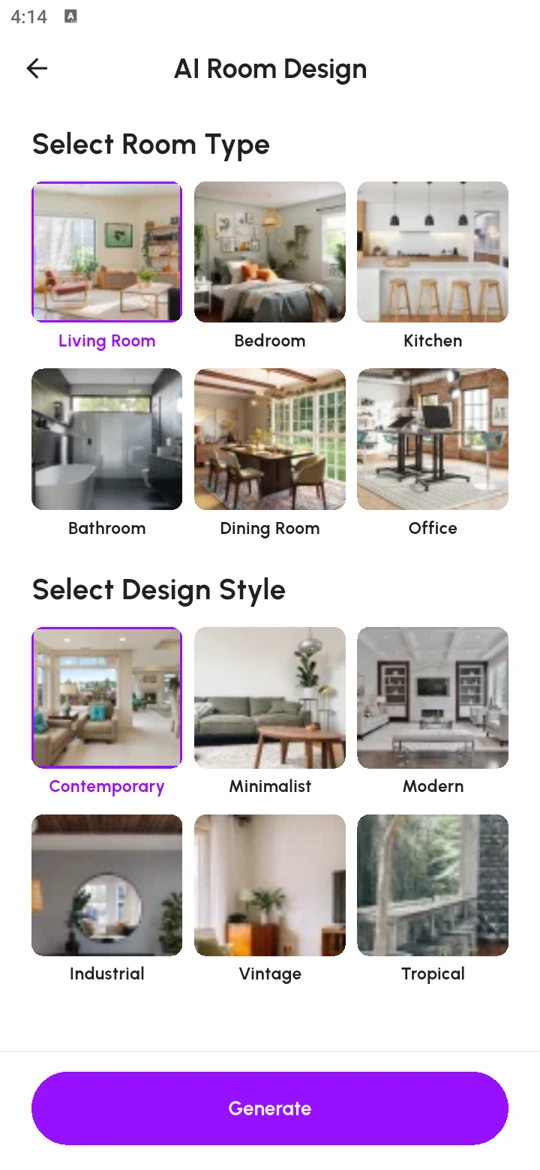 4:14 A
AI Room Design
Select Room Type
Living Room Bedroom Kitchen
Bathroom Dining Room Office
Select Design Style
Contemporary Minimalist Modern
Industrial Vintage Tropical
Generate